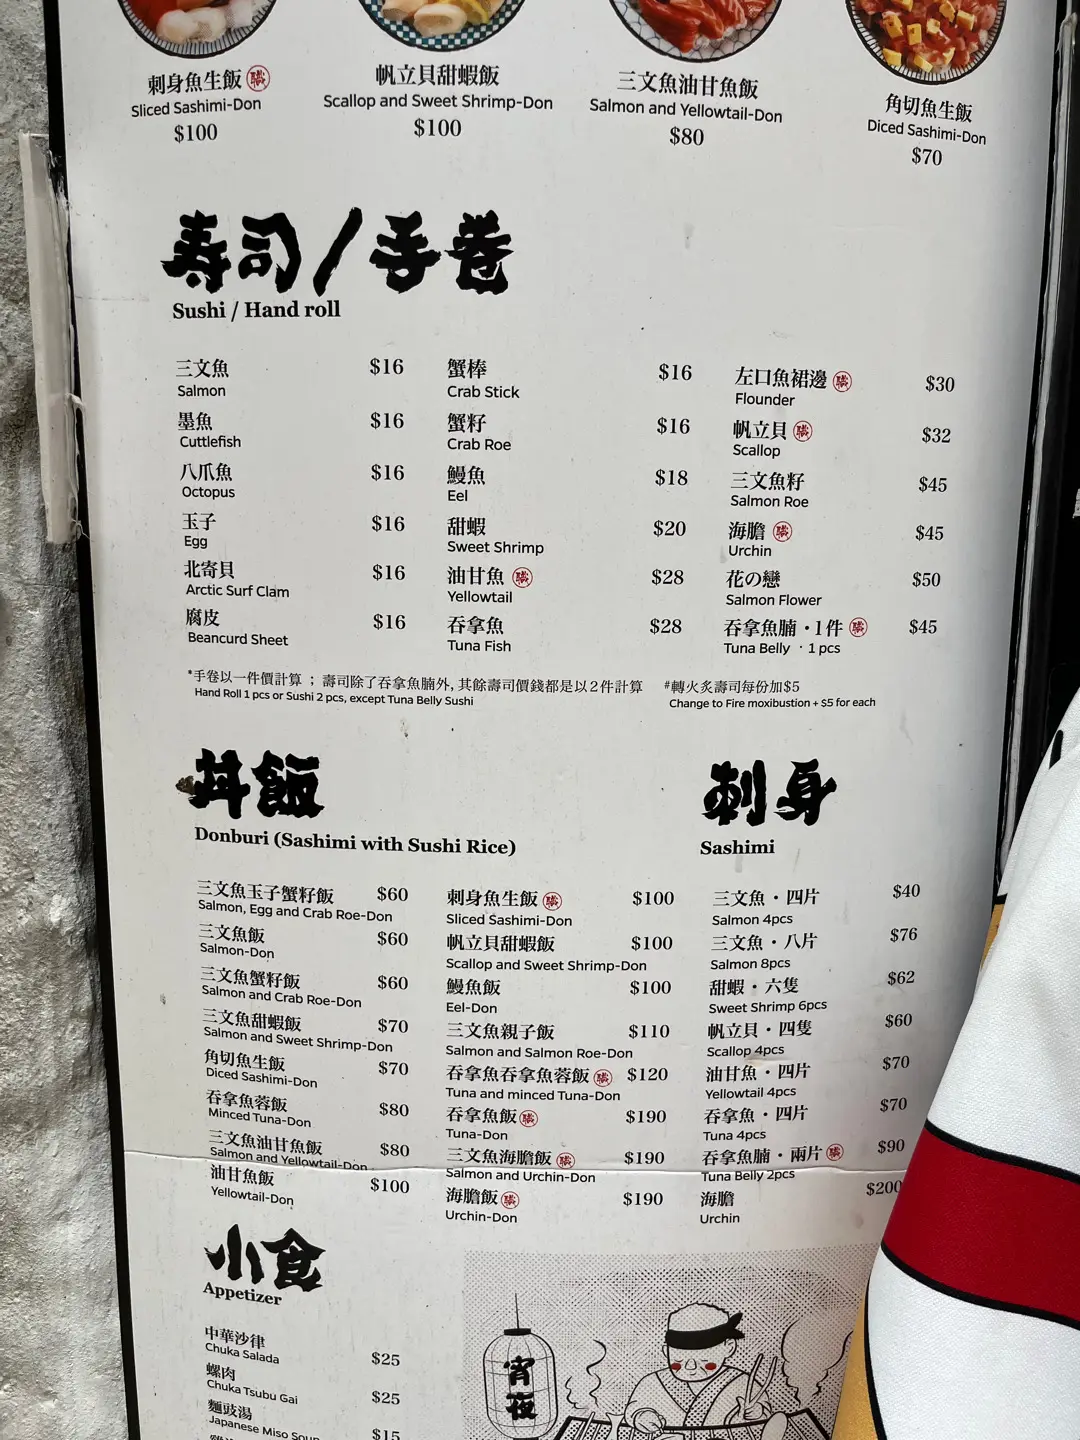 刺身魚生飯 職
Sliced Sashimi-Don
$100
帆立貝甜蝦飯
Scallop and Sweet Shrimp-Don
$100
三文魚油甘魚飯
Salmon and Yellowtail-Don
$80
角切魚生飯
Diced Sashimi-Don
$70
寿司/手卷
Sushi / Hand roll
三文魚 $16
Salmon
墨魚 $16
Cuttlefish
八爪魚 $16
Octopus
玉子 $16
Egg
北寄貝 $16
Arctic Surf Clam
腐皮 $16
Beancurd Sheet
蟹棒 $16
Crab Stick
蟹籽 $16
Crab Roe
鰻魚 $18
Eel
甜蝦 $20
Sweet Shrimp
油甘魚 職 $28
Yellowtail
吞拿魚 $28
Tuna Fish
左口魚裙邊 職 $30
Flounder
帆立貝 職 $32
Scallop
三文魚籽 $45
Salmon Roe
海膽 職 $45
Urchin
花の戀 $50
Salmon Flower
吞拿魚腩・1件 職 $45
Tuna Belly ・1 pcs
*手卷以一件價計算 ; 壽司除了吞拿魚腩外, 其餘壽司價錢都是以2件計算
Hand Roll 1 pcs or Sushi 2 pcs, except Tuna Belly Sushi
#轉火炙壽司每份加$5
Change to Fire moxibustion + $5 for each
丼飯
Donburi (Sashimi with Sushi Rice)
三文魚玉子蟹籽飯 $60
Salmon, Egg and Crab Roe-Don
三文魚飯 $60
Salmon-Don
三文魚蟹籽飯 $60
Salmon and Crab Roe-Don
三文魚甜蝦飯 $70
Salmon and Sweet Shrimp-Don
角切魚生飯 $70
Diced Sashimi-Don
吞拿魚蓉飯 $80
Minced Tuna-Don
三文魚油甘魚飯 $80
Salmon and Yellowtail-Don
油甘魚飯 $100
Yellowtail-Don
刺身魚生飯 職 $100
Sliced Sashimi-Don
帆立貝甜蝦飯 $100
Scallop and Sweet Shrimp-Don
鰻魚飯 $100
Eel-Don
三文魚親子飯 $110
Salmon and Salmon Roe-Don
吞拿魚吞拿魚蓉飯 職 $120
Tuna and minced Tuna-Don
吞拿魚飯 職 $190
Tuna-Don
三文魚海膽飯 職 $190
Salmon and Urchin-Don
海膽飯 職 $190
Urchin-Don
刺身
Sashimi
三文魚・四片 $40
Salmon 4pcs
三文魚・八片 $76
Salmon 8pcs
甜蝦・六隻 $62
Sweet Shrimp 6pcs
帆立貝・四隻 $60
Scallop 4pcs
油甘魚・四片 $70
Yellowtail 4pcs
吞拿魚・四片 $70
Tuna 4pcs
吞拿魚腩・兩片 職 $90
Tuna Belly 2pcs
海膽 $200
Urchin
小食
Appetizer
中華沙律 $25
Chuka Salada
螺肉 $25
Chuka Tsubu Gai
麵豉湯 $15
Japanese Miso Soup
宵夜